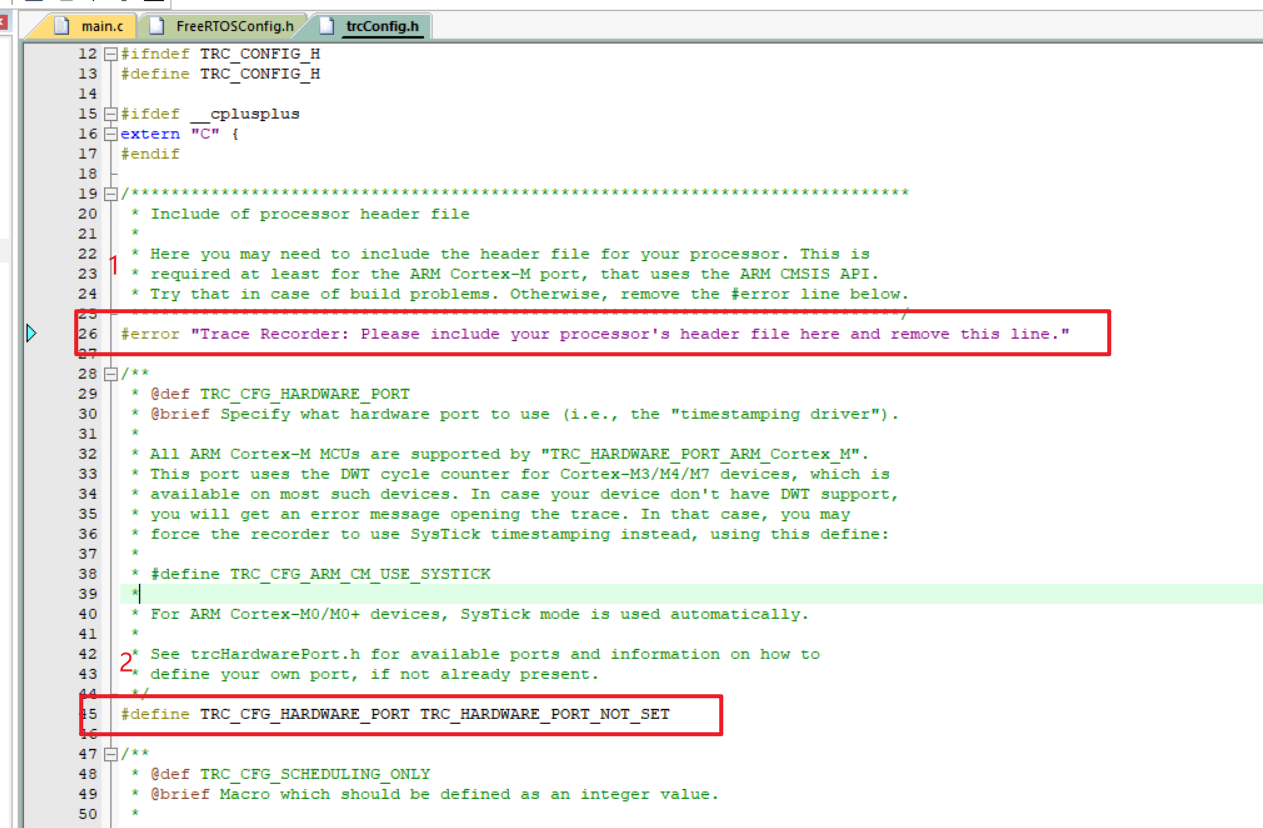 main.c FreeRTOSConfig.h trcConfig.h
12 #ifndef TRC_CONFIG_H
13 #define TRC_CONFIG_H
14
15 #ifdef __cplusplus
16 extern "C" {
17 #endif
18
19 /******************************************************************************
20 * Include of processor header file
21 *
22 * Here you may need to include the header file for your processor. This is
1
23 * required at least for the ARM Cortex-M port, that uses the ARM CMSIS API.
24 * Try that in case of build problems. Otherwise, remove the #error line below.
25 *****************************************************************************/
26 #error "Trace Recorder: Please include your processor's header file here and remove this line."
27
28 /**
29 * @def TRC_CFG_HARDWARE_PORT
30 * @brief Specify what hardware port to use (i.e., the "timestamping driver").
31 *
32 * All ARM Cortex-M MCUs are supported by "TRC_HARDWARE_PORT_ARM_Cortex_M".
33 * This port uses the DWT cycle counter for Cortex-M3/M4/M7 devices, which is
34 * available on most such devices. In case your device don't have DWT support,
35 * you will get an error message opening the trace. In that case, you may
36 * force the recorder to use SysTick timestamping instead, using this define:
37 *
38 * #define TRC_CFG_ARM_CM_USE_SYSTICK
39 *
40 * For ARM Cortex-M0/M0+ devices, SysTick mode is used automatically.
41 *
42 * See trcHardwarePort.h for available ports and information on how to
2
43 * define your own port, if not already present.
44 */
45 #define TRC_CFG_HARDWARE_PORT TRC_HARDWARE_PORT_NOT_SET
46
47 /**
48 * @def TRC_CFG_SCHEDULING_ONLY
49 * @brief Macro which should be defined as an integer value.
50 *